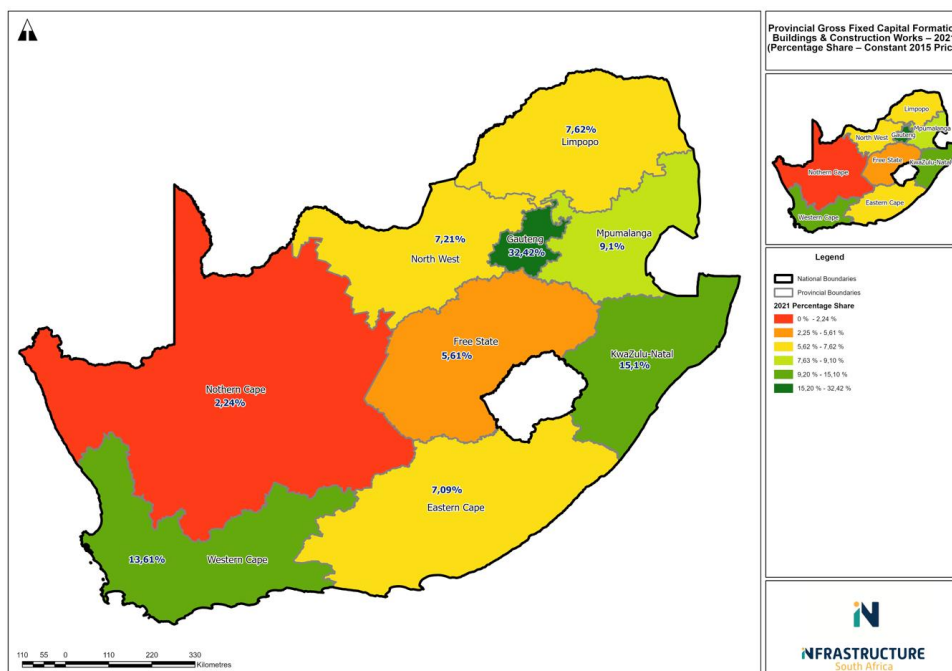 Provincial Gross Fixed Capital Formatio
Buildings & Construction Works – 2021
(Percentage Share – Constant 2015 Pric
7,62%
Limpopo
7,21%
North West
Gauteng
32,42%
Mpumalanga
9,1%
Free State
5,61%
KwaZulu-Natal
15,1%
Nothern Cape
2,24%
7,09%
Eastern Cape
13,61%
Western Cape
110 55 0 110 220 330
Kilometres
Limpopo
Mpumalanga
North West
Gauteng
Free State
KwaZulu-Natal
Nothern Cape
Eastern Cape
Western Cape
Legend
National Boundaries
Provincial Boundaries
2021 Percentage Share
0 % - 2,24 %
2,25 % - 5,61 %
5,62 % - 7,62 %
7,63 % - 9,10 %
9,20 % - 15,10 %
15,20 % - 32,42 %
iN
iNFRASTRUCTURE
South Africa